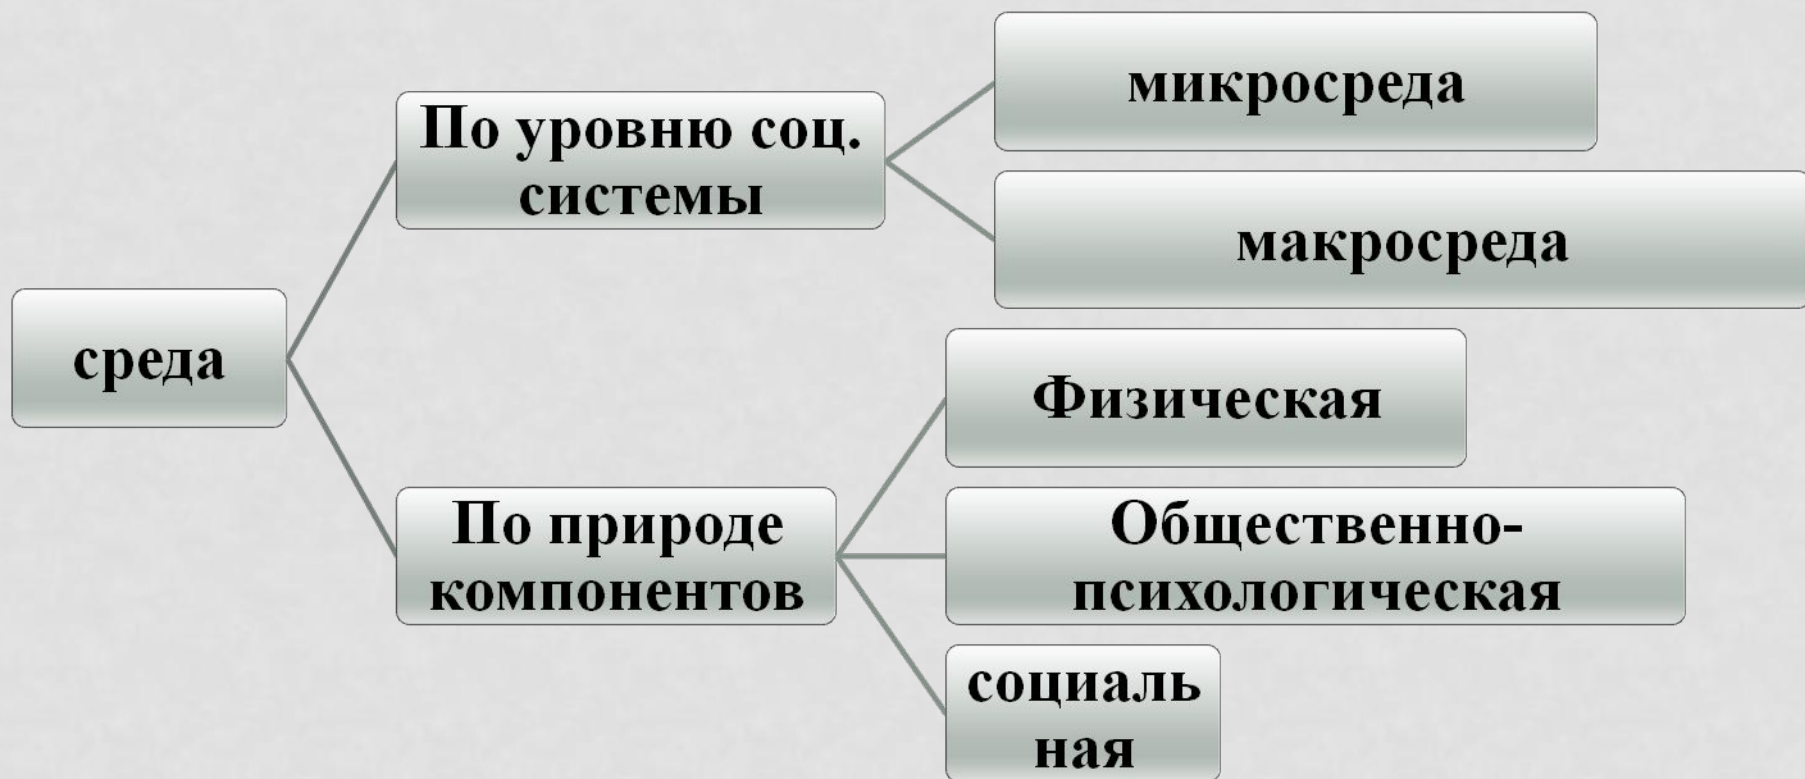 микросреда
По уровню соц.
системы
макросреда
среда
Физическая
По природе
компонентов
Общественно-
психологическая
социаль
ная